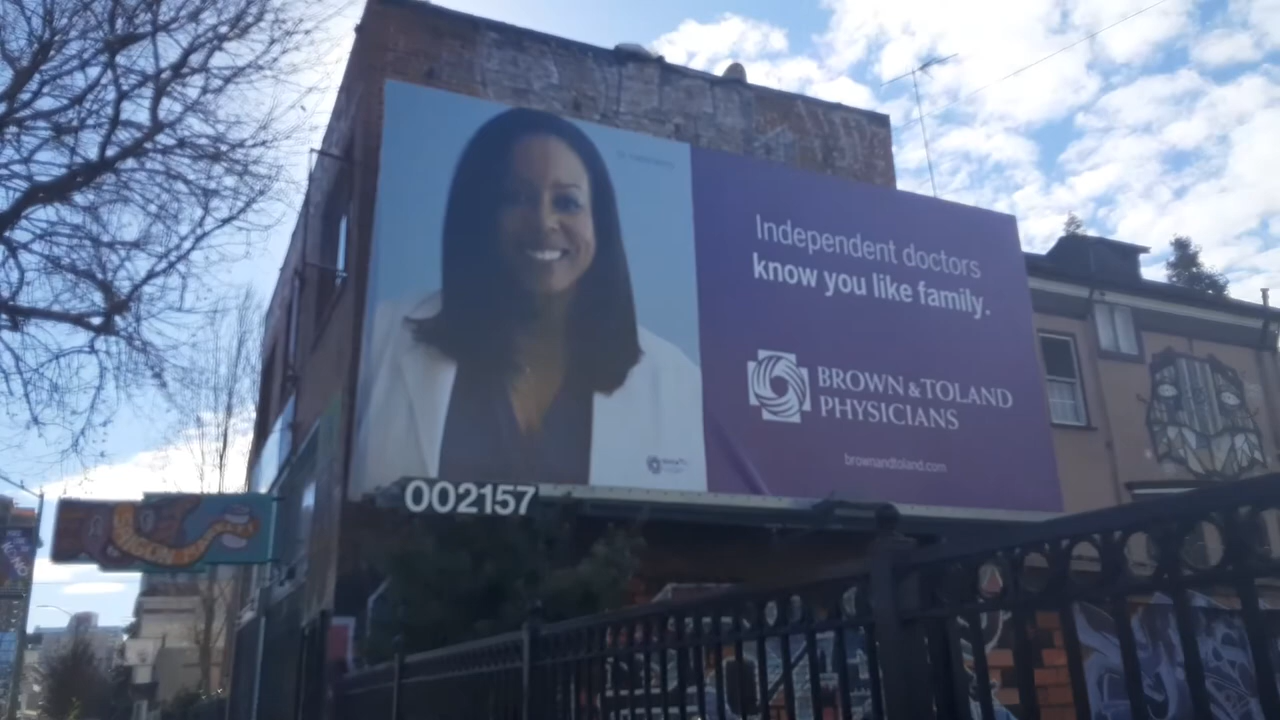 Independent doctors
know you like family.
BROWN & TOLAND
PHYSICIANS
brownandtoland.com
002157